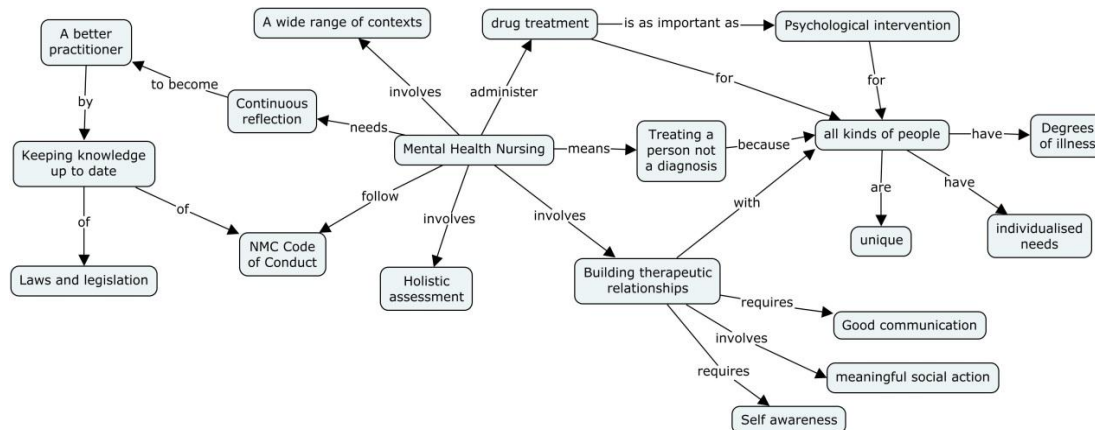 A wide range of contexts
drug treatment
is as important as
Psychological intervention
A better
practitioner
to become
by
involves
administer
for
for
Continuous
reflection
needs
Mental Health Nursing
means
Treating a
person not
a diagnosis
because
all kinds of people
have
Degrees
of illness
Keeping knowledge
up to date
follow
of
of
involves
involves
with
are
have
unique
individualised
needs
NMC Code
of Conduct
Laws and legislation
Holistic
assessment
Building therapeutic
relationships
requires
Good communication
involves
meaningful social action
requires
Self awareness